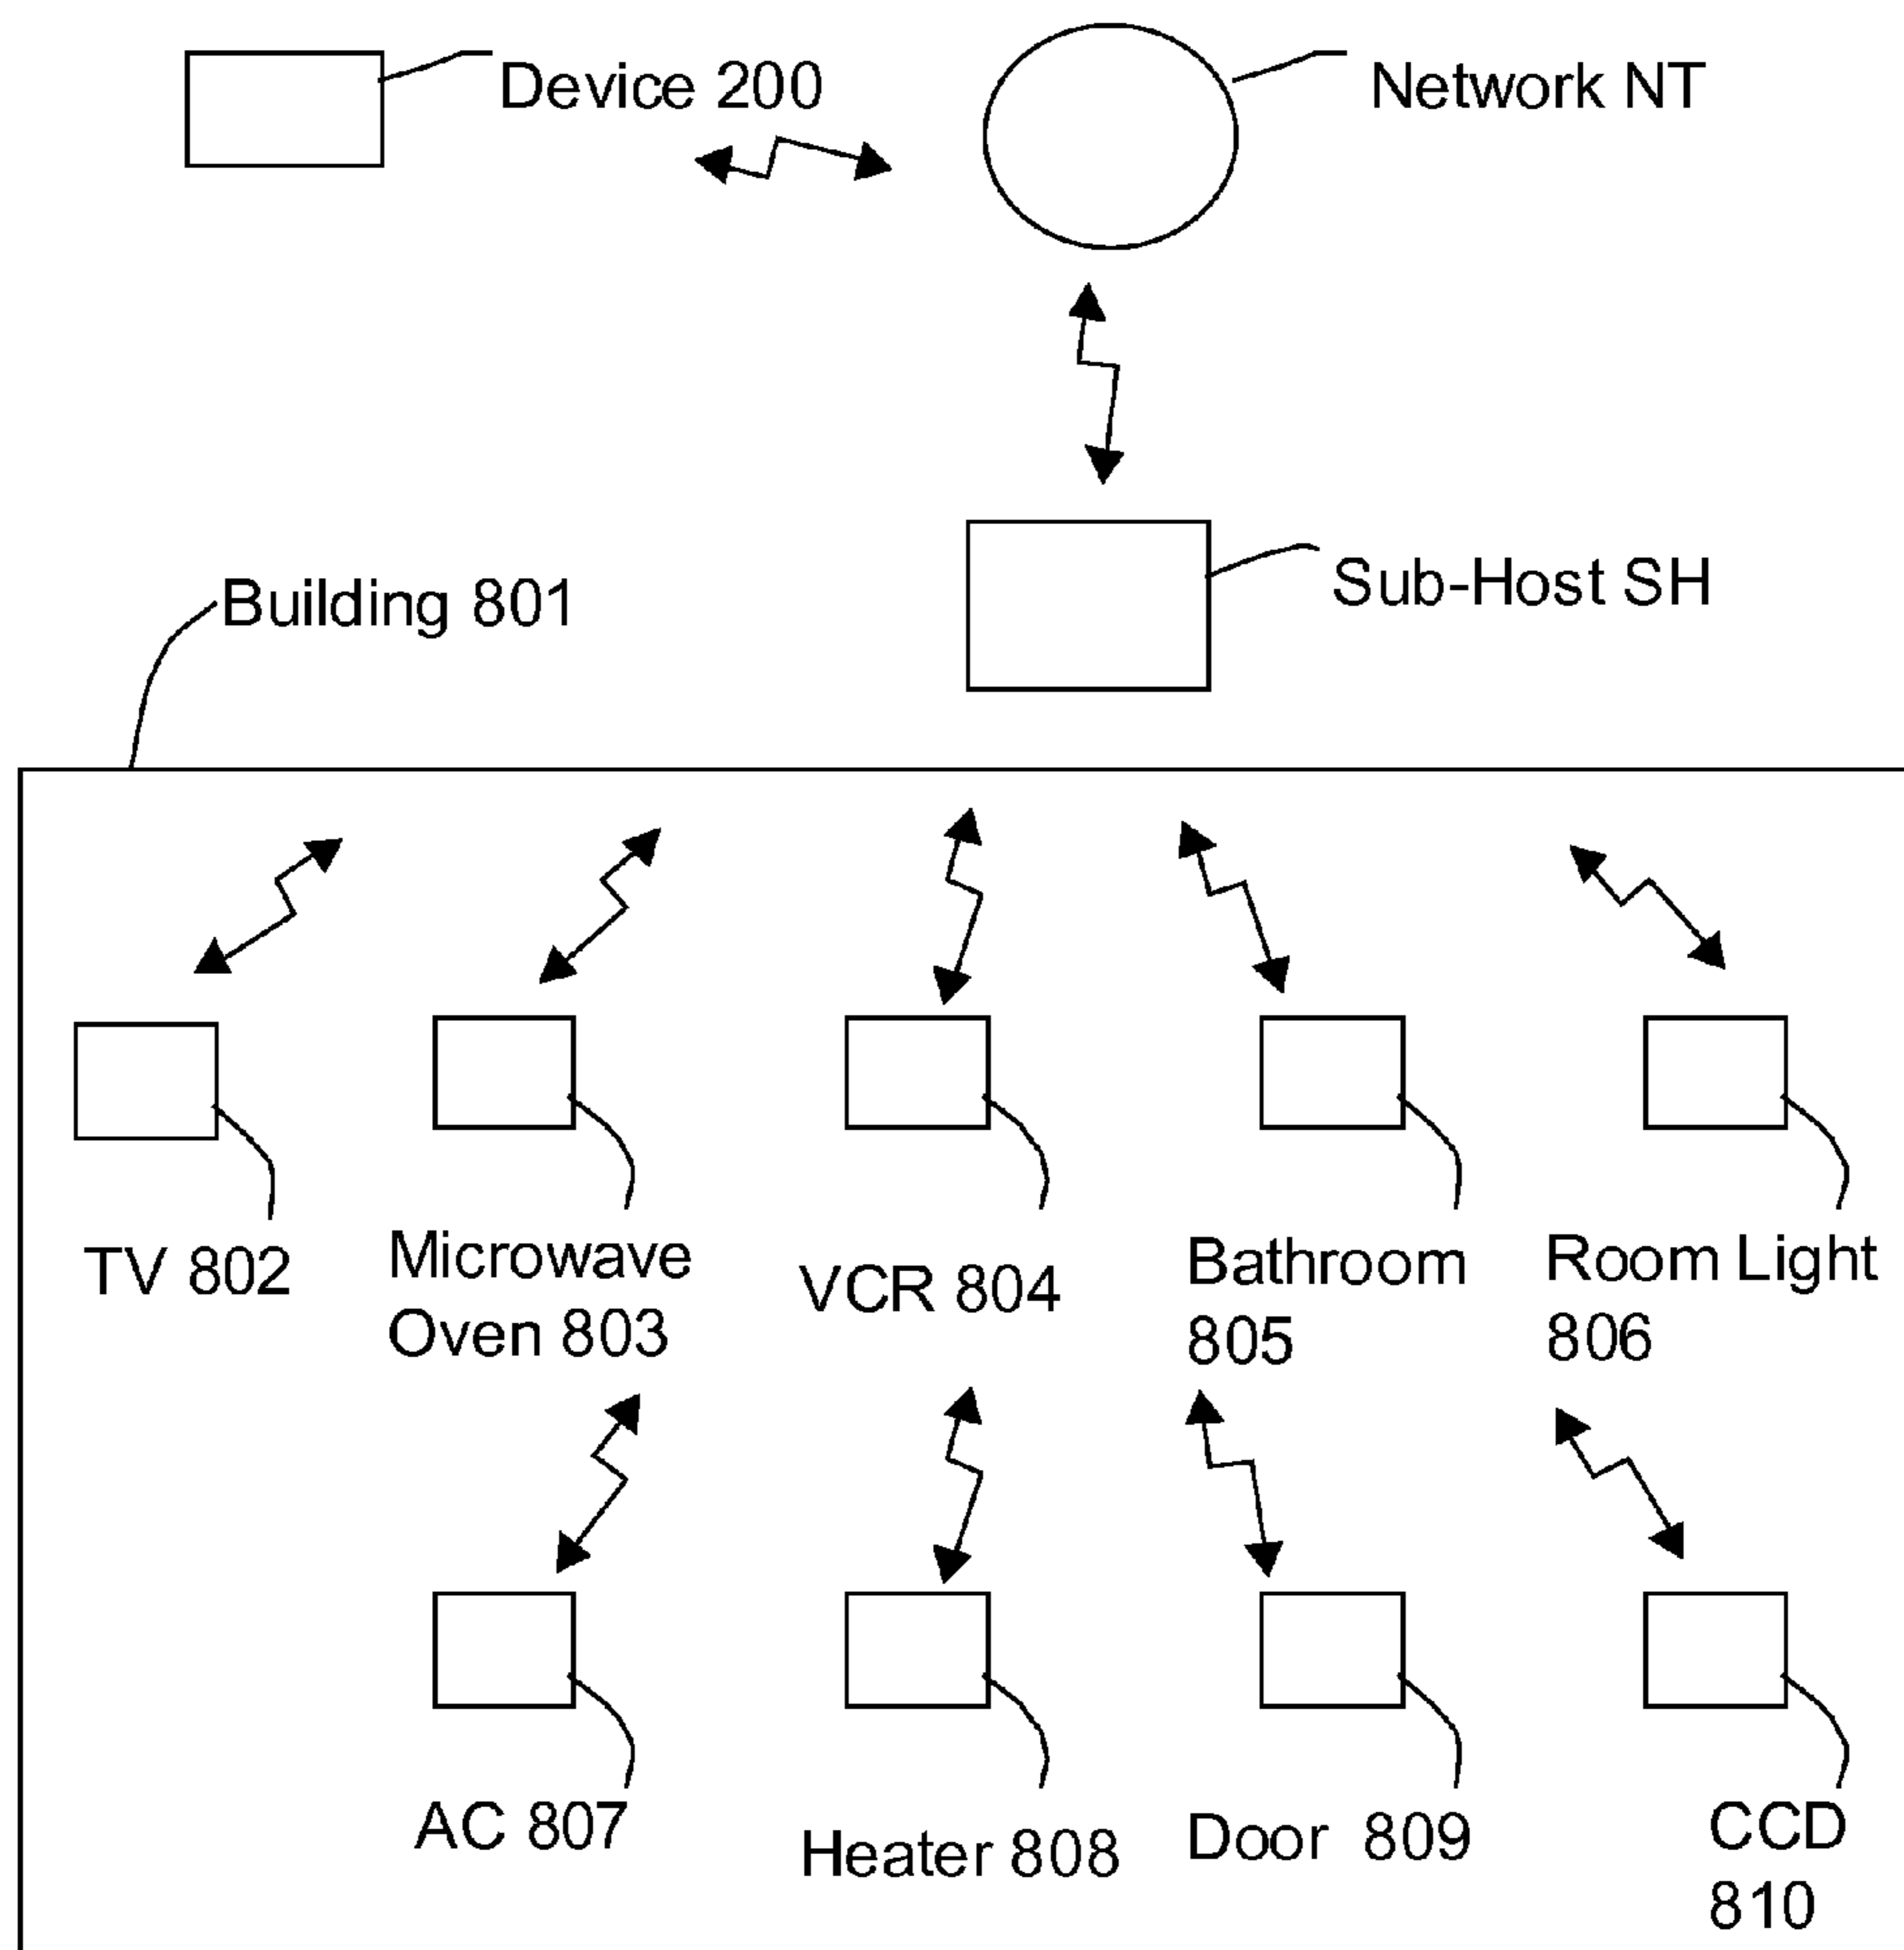 Device 200
Network NT
Sub-Host SH
Building 801
TV 802
Microwave
Oven 803
VCR 804
Bathroom
805
Room Light
806
AC 807
Heater 808
Door 809
CCD
810